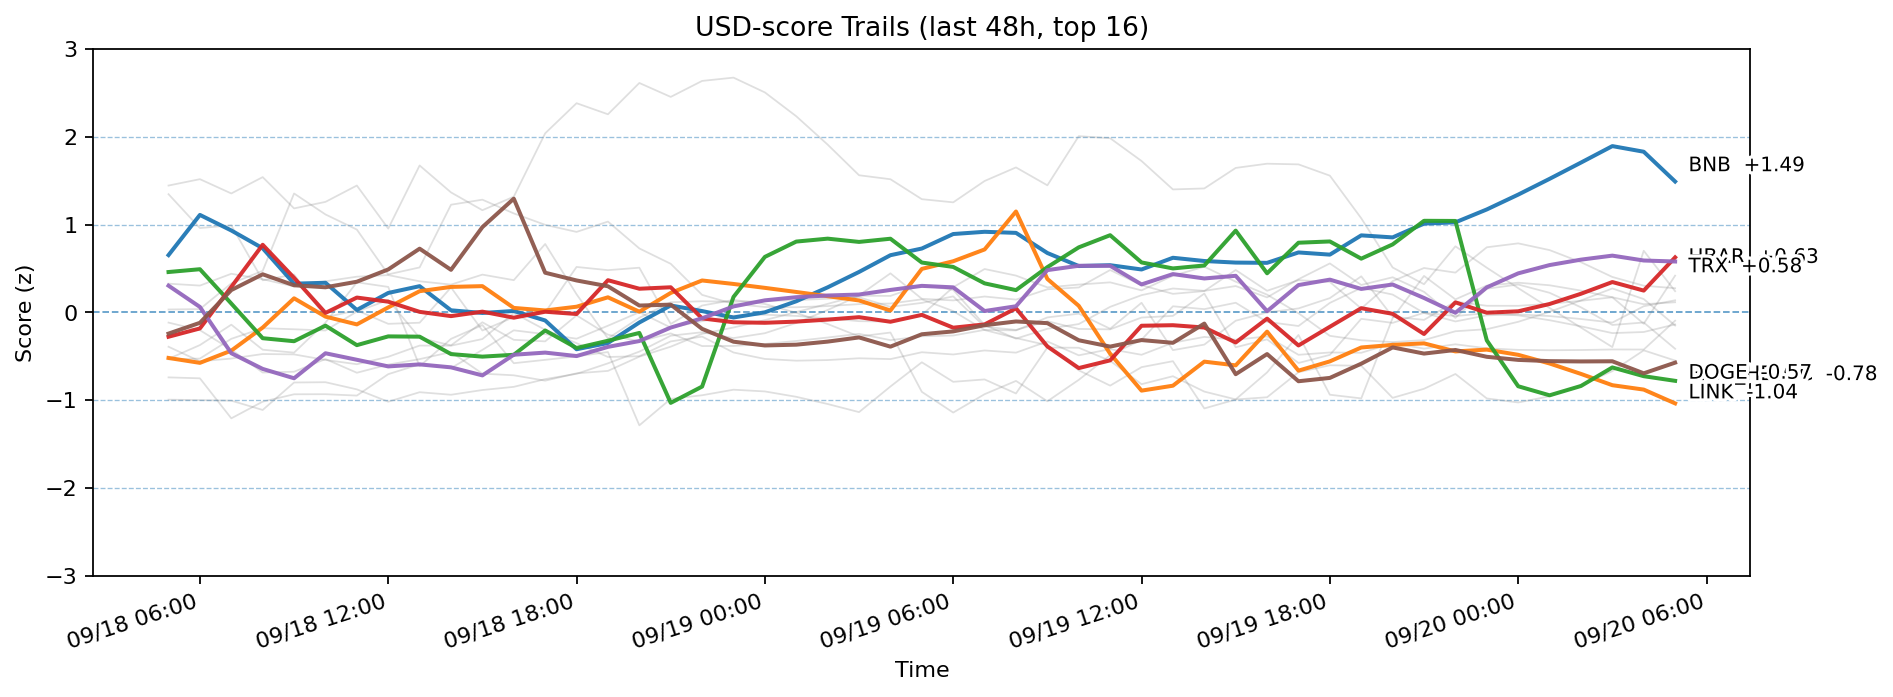 USD-score Trails (last 48h, top 16)
Score (z)
3
2
1
0
−1
−2
−3
BNB +1.49
TRX +0.58
DOGE -0.57
-0.78
LINK -1.04
09/18 06:00
09/18 12:00
09/18 18:00
09/19 00:00
09/19 06:00
09/19 12:00
09/19 18:00
09/20 00:00
09/20 06:00
Time